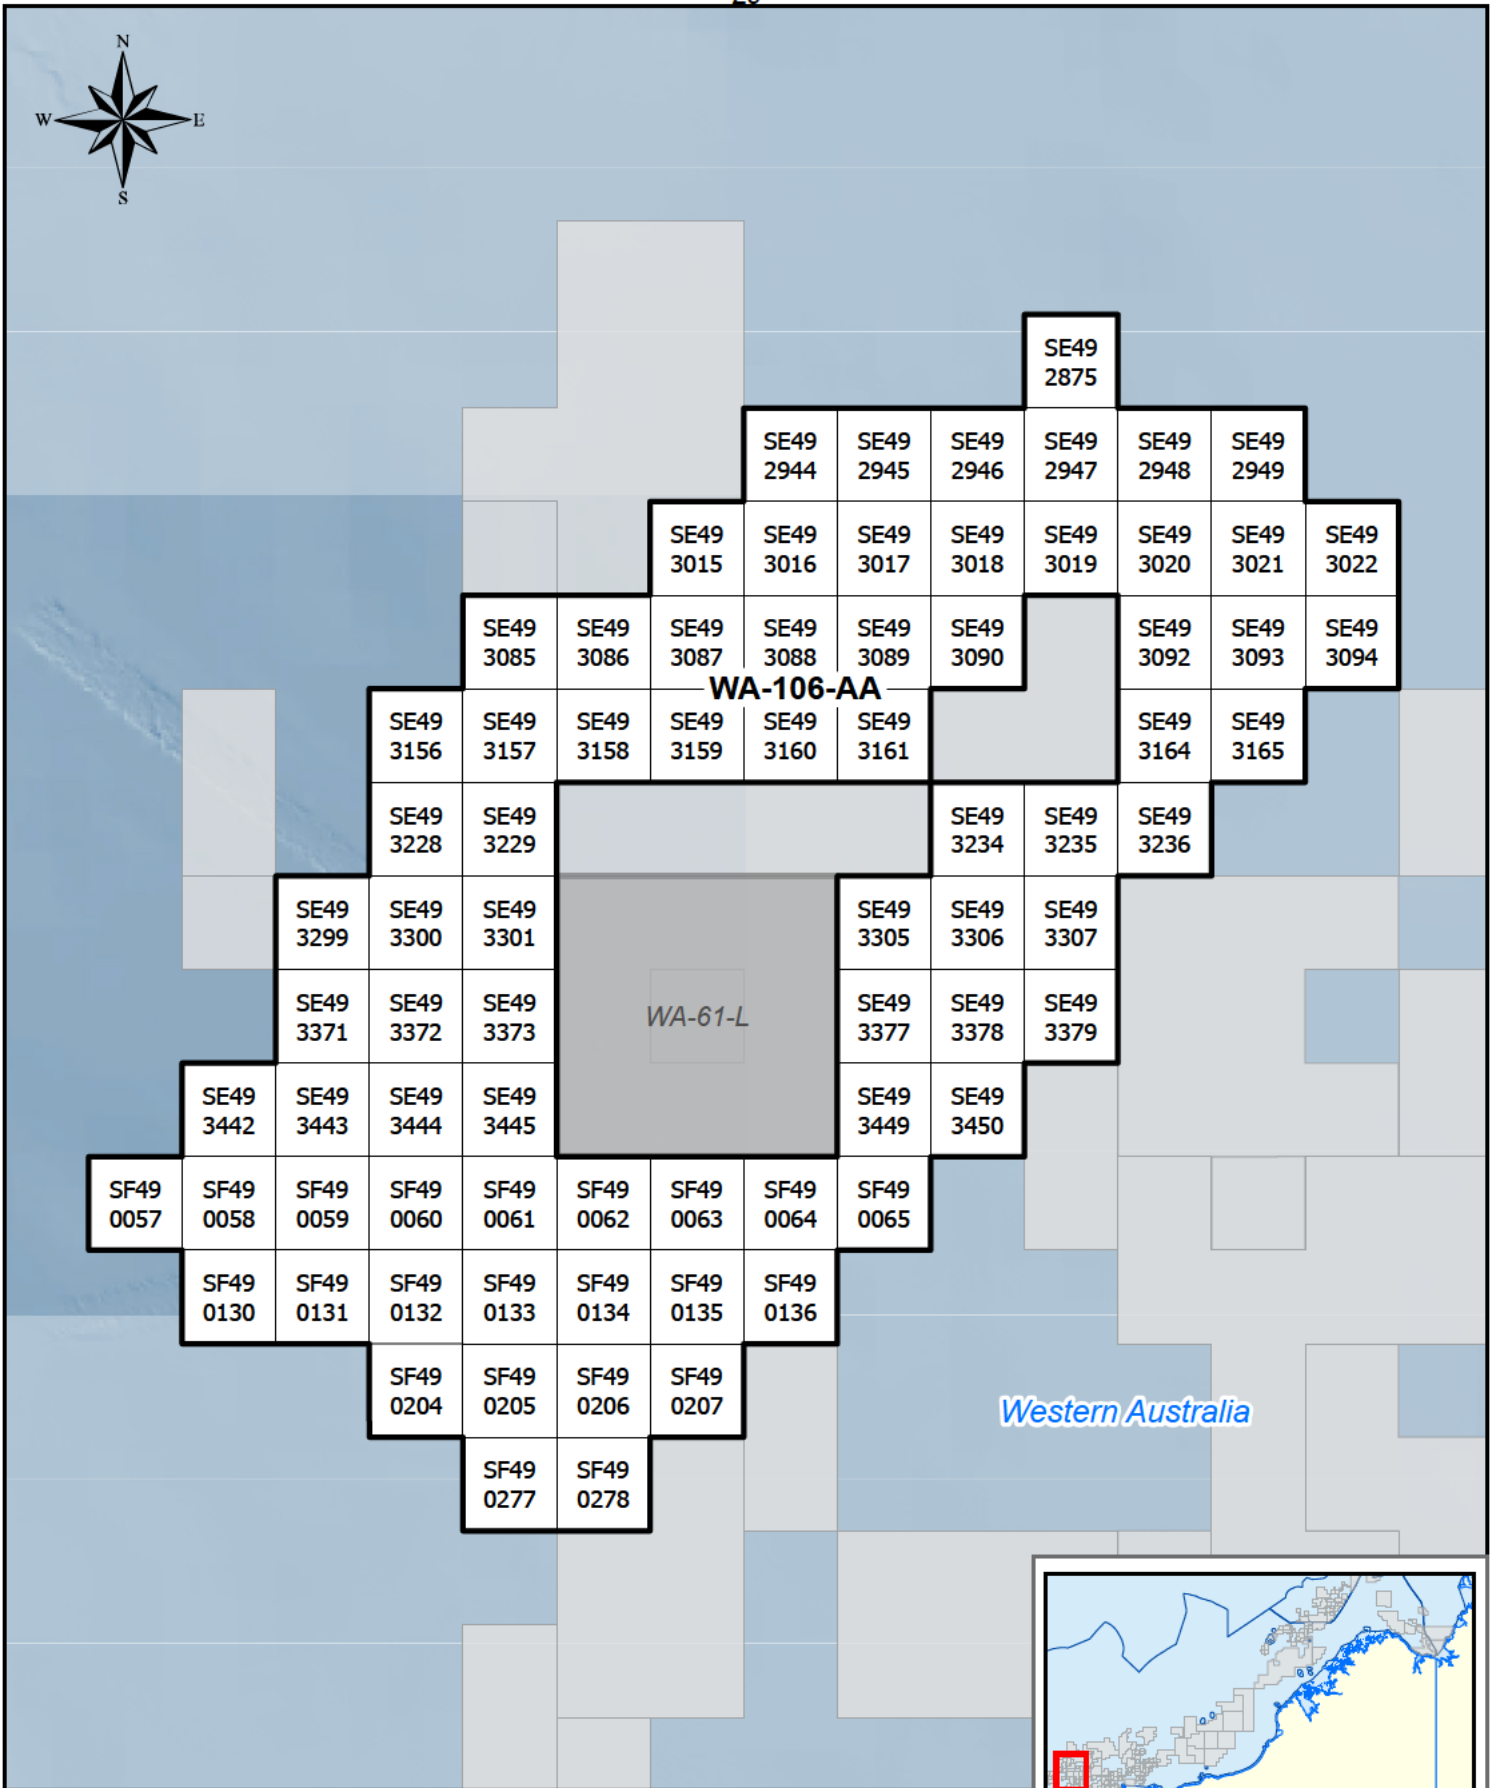 N
W E
S
SE49
2875
SE49 SE49 SE49 SE49 SE49 SE49
2944 2945 2946 2947 2948 2949
SE49 SE49 SE49 SE49 SE49 SE49 SE49 SE49
3015 3016 3017 3018 3019 3020 3021 3022
SE49 SE49 SE49 SE49 SE49 SE49 SE49 SE49 SE49
3085 3086 3087 3088 3089 3090 3092 3093 3094
WA-106-AA
SE49 SE49 SE49 SE49 SE49 SE49 SE49 SE49
3156 3157 3158 3159 3160 3161 3164 3165
SE49 SE49 SE49 SE49 SE49
3228 3229 3234 3235 3236
SE49 SE49 SE49 SE49 SE49 SE49
3299 3300 3301 3305 3306 3307
SE49 SE49 SE49 SE49 SE49 SE49
3371 3372 3373 3377 3378 3379
WA-61-L
SE49 SE49 SE49 SE49 SE49 SE49
3442 3443 3444 3445 3449 3450
SF49 SF49 SF49 SF49 SF49 SF49 SF49 SF49 SF49
0057 0058 0059 0060 0061 0062 0063 0064 0065
SF49 SF49 SF49 SF49 SF49 SF49 SF49
0130 0131 0132 0133 0134 0135 0136
SF49 SF49 SF49 SF49
0204 0205 0206 0207
Western Australia
SF49 SF49
0277 0278